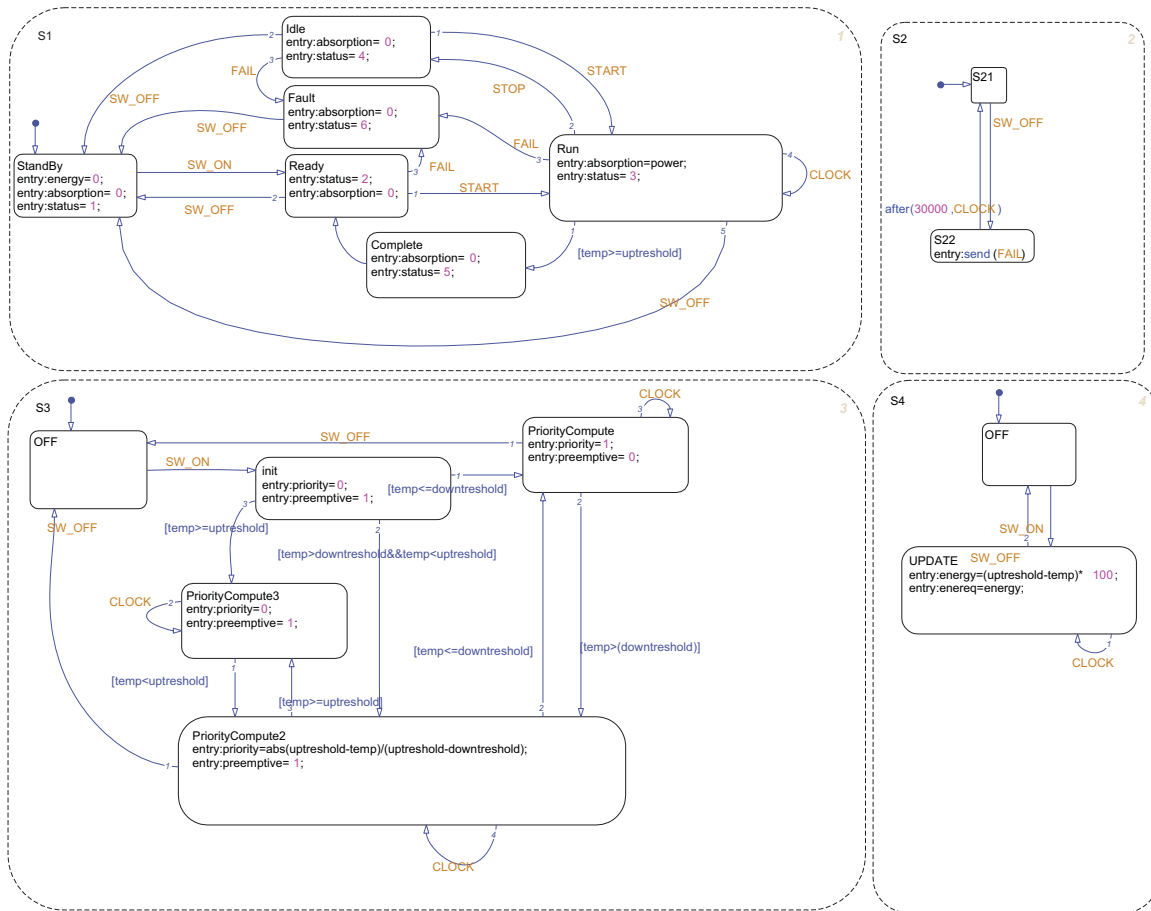 S1
1
Idle
entry:absorption= 0;
entry:status= 4;
2
1
3
FAIL
START
STOP
SW_OFF
Fault
entry:absorption= 0;
entry:status= 6;
SW_OFF
FAIL
2
3
Run
entry:absorption=power;
entry:status= 3;
4
CLOCK
StandBy
entry:energy=0;
entry:absorption= 0;
entry:status= 1;
SW_ON
Ready
entry:status= 2;
entry:absorption= 0;
3
FAIL
2
1
START
SW_OFF
Complete
entry:absorption= 0;
entry:status= 5;
1
[temp>=uptreshold]
5
SW_OFF
S2
2
S21
SW_OFF
after(30000 ,CLOCK )
S22
entry:send (FAIL)
S3
3
OFF
SW_OFF
SW_ON
CLOCK
3
PriorityCompute
entry:priority= 1;
entry:preemptive= 0;
1
2
init
entry:priority=0;
entry:preemptive= 1;
1
[temp<=downtreshold]
3
[temp>=uptreshold]
2
[temp>downtreshold&&temp<uptreshold]
SW_OFF
PriorityCompute3
entry:priority=0;
entry:preemptive= 1;
CLOCK
2
1
[temp<uptreshold]
[temp>=uptreshold]
3
[temp<=downtreshold]
2
[temp>(downtreshold)]
PriorityCompute2
entry:priority=abs(uptreshold-temp)/(uptreshold-downtreshold);
entry:preemptive= 1;
1
4
CLOCK
S4
4
OFF
SW_ON
2
SW_OFF
UPDATE
entry:energy=(uptreshold-temp)* 100;
entry:enereq=energy;
1
CLOCK